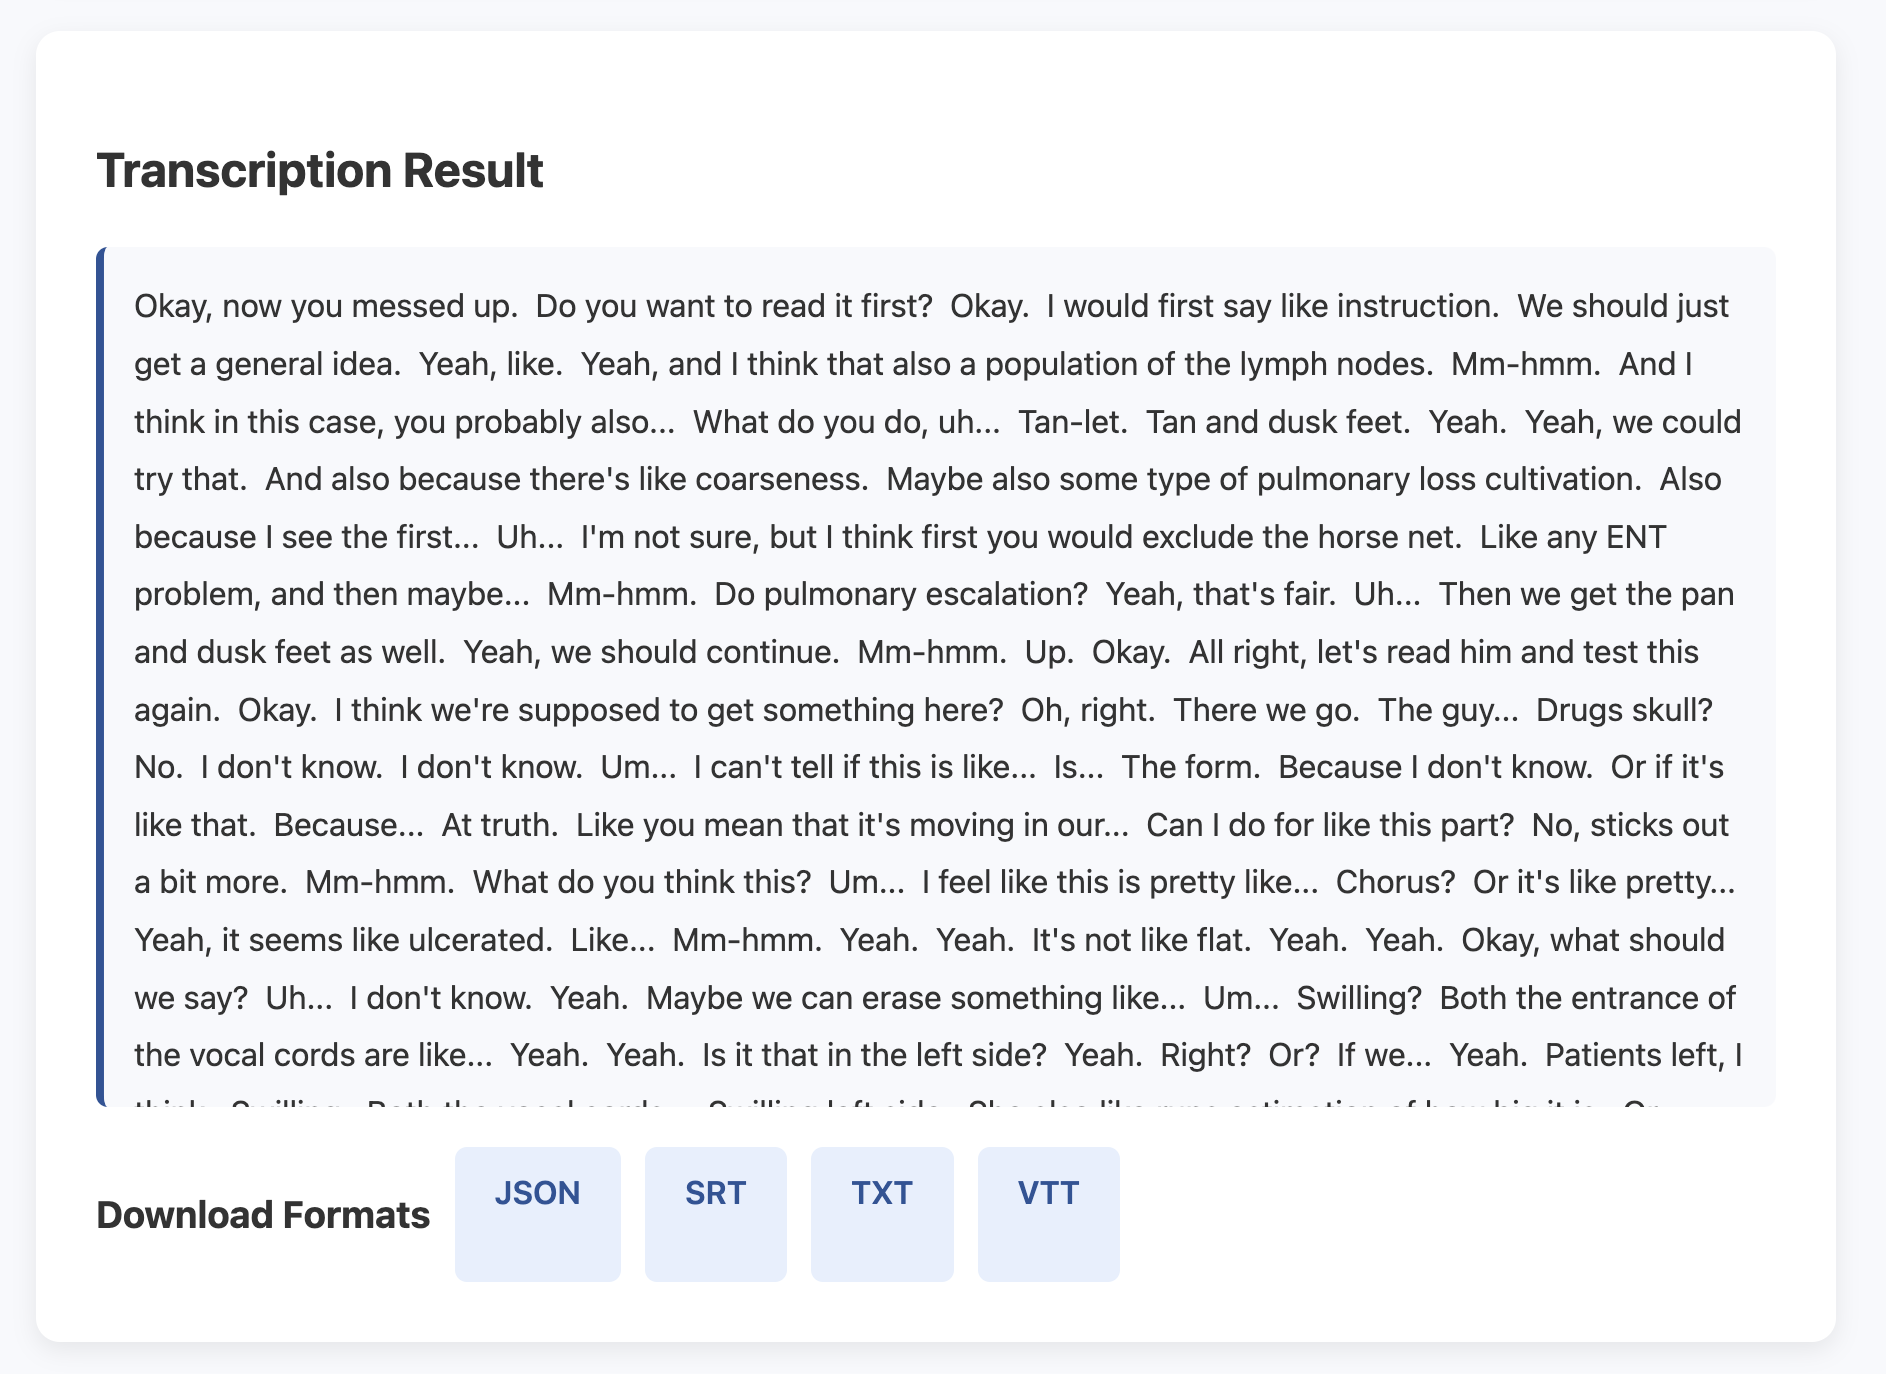 Transcription Result
Okay, now you messed up.  Do you want to read it first?  Okay.  I would first say like instruction.  We should just
get a general idea.  Yeah, like.  Yeah, and I think that also a population of the lymph nodes.  Mm-hmm.  And I
think in this case, you probably also...  What do you do, uh...  Tan-let.  Tan and dusk feet.  Yeah.  Yeah, we could
try that.  And also because there's like coarseness.  Maybe also some type of pulmonary loss cultivation.  Also
because I see the first...  Uh...  I'm not sure, but I think first you would exclude the horse net.  Like any ENT
problem, and then maybe...  Mm-hmm.  Do pulmonary escalation?  Yeah, that's fair.  Uh...  Then we get the pan
and dusk feet as well.  Yeah, we should continue.  Mm-hmm.  Up.  Okay.  All right, let's read him and test this
again.  Okay.  I think we're supposed to get something here?  Oh, right.  There we go.  The guy...  Drugs skull?
No.  I don't know.  I don't know.  Um...  I can't tell if this is like...  Is...  The form.  Because I don't know.  Or if it's
like that.  Because...  At truth.  Like you mean that it's moving in our...  Can I do for like this part?  No, sticks out
a bit more.  Mm-hmm.  What do you think this?  Um...  I feel like this is pretty like...  Chorus?  Or it's like pretty...
Yeah, it seems like ulcerated.  Like...  Mm-hmm.  Yeah.  Yeah.  It's not like flat.  Yeah.  Yeah.  Okay, what should
we say?  Uh...  I don't know.  Yeah.  Maybe we can erase something like...  Um...  Swilling?  Both the entrance of
the vocal cords are like...  Yeah.  Yeah.  Is it that in the left side?  Yeah.  Right?  Or?  If we...  Yeah.  Patients left, I
think.  Swilling.  Both the vocal cords...  Swilling left side.
Download Formats JSON SRT TXT VTT